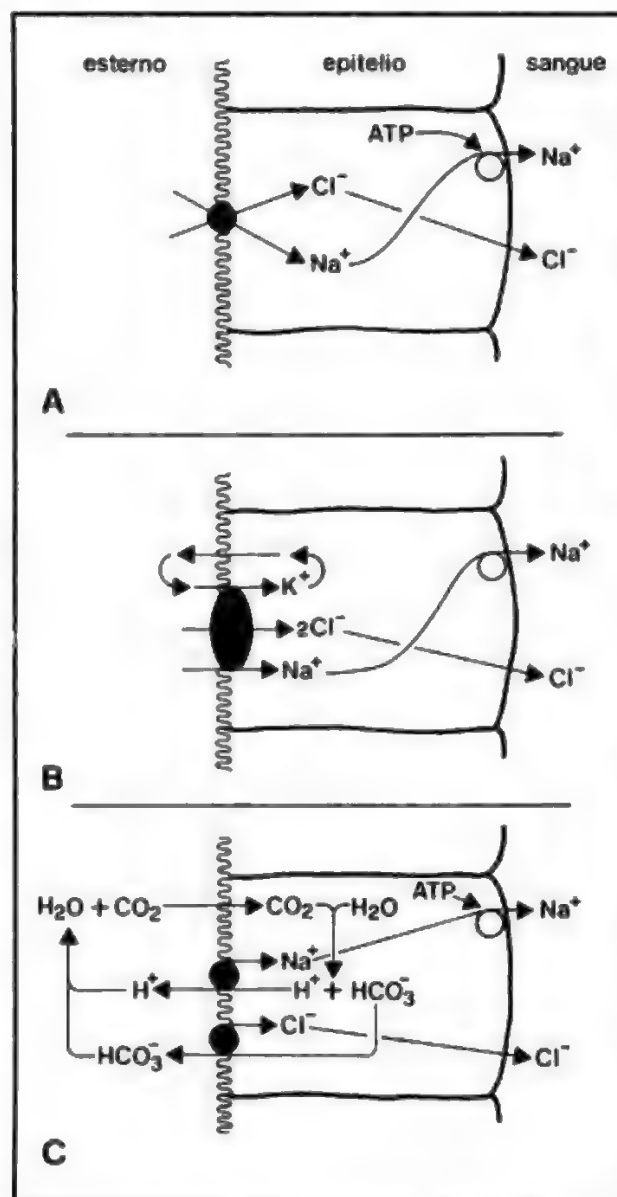 esterno epitelio sangue
ATP Na⁺
Cl⁻
Na⁺ Cl⁻
A
Na⁺
K⁺
2Cl⁻
Na⁺ Cl⁻
B
ATP
H₂O + CO₂ CO₂ H₂O Na⁺
Na⁺
H⁺ H⁺ + HCO₃⁻
Cl⁻
HCO₃⁻ Cl⁻
C